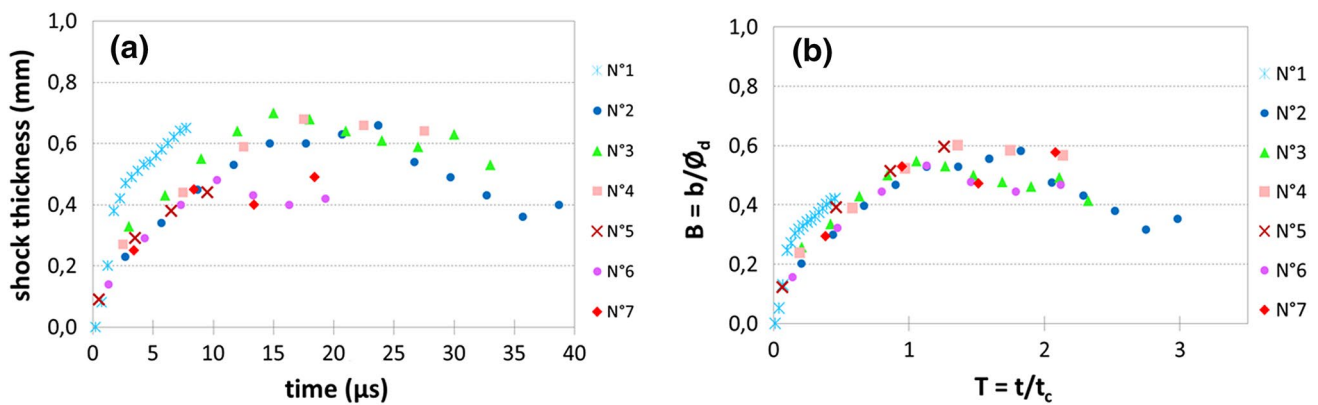 (a)
shock thickness (mm)
1,0
0,8
0,6
0,4
0,2
0,0
0 5 10 15 20 25 30 35 40
time (µs)
N°1
N°2
N°3
N°4
N°5
N°6
N°7
(b)
B = b/Ød
1,0
0,8
0,6
0,4
0,2
0,0
0 1 2 3
T = t/tc
N°1
N°2
N°3
N°4
N°5
N°6
N°7